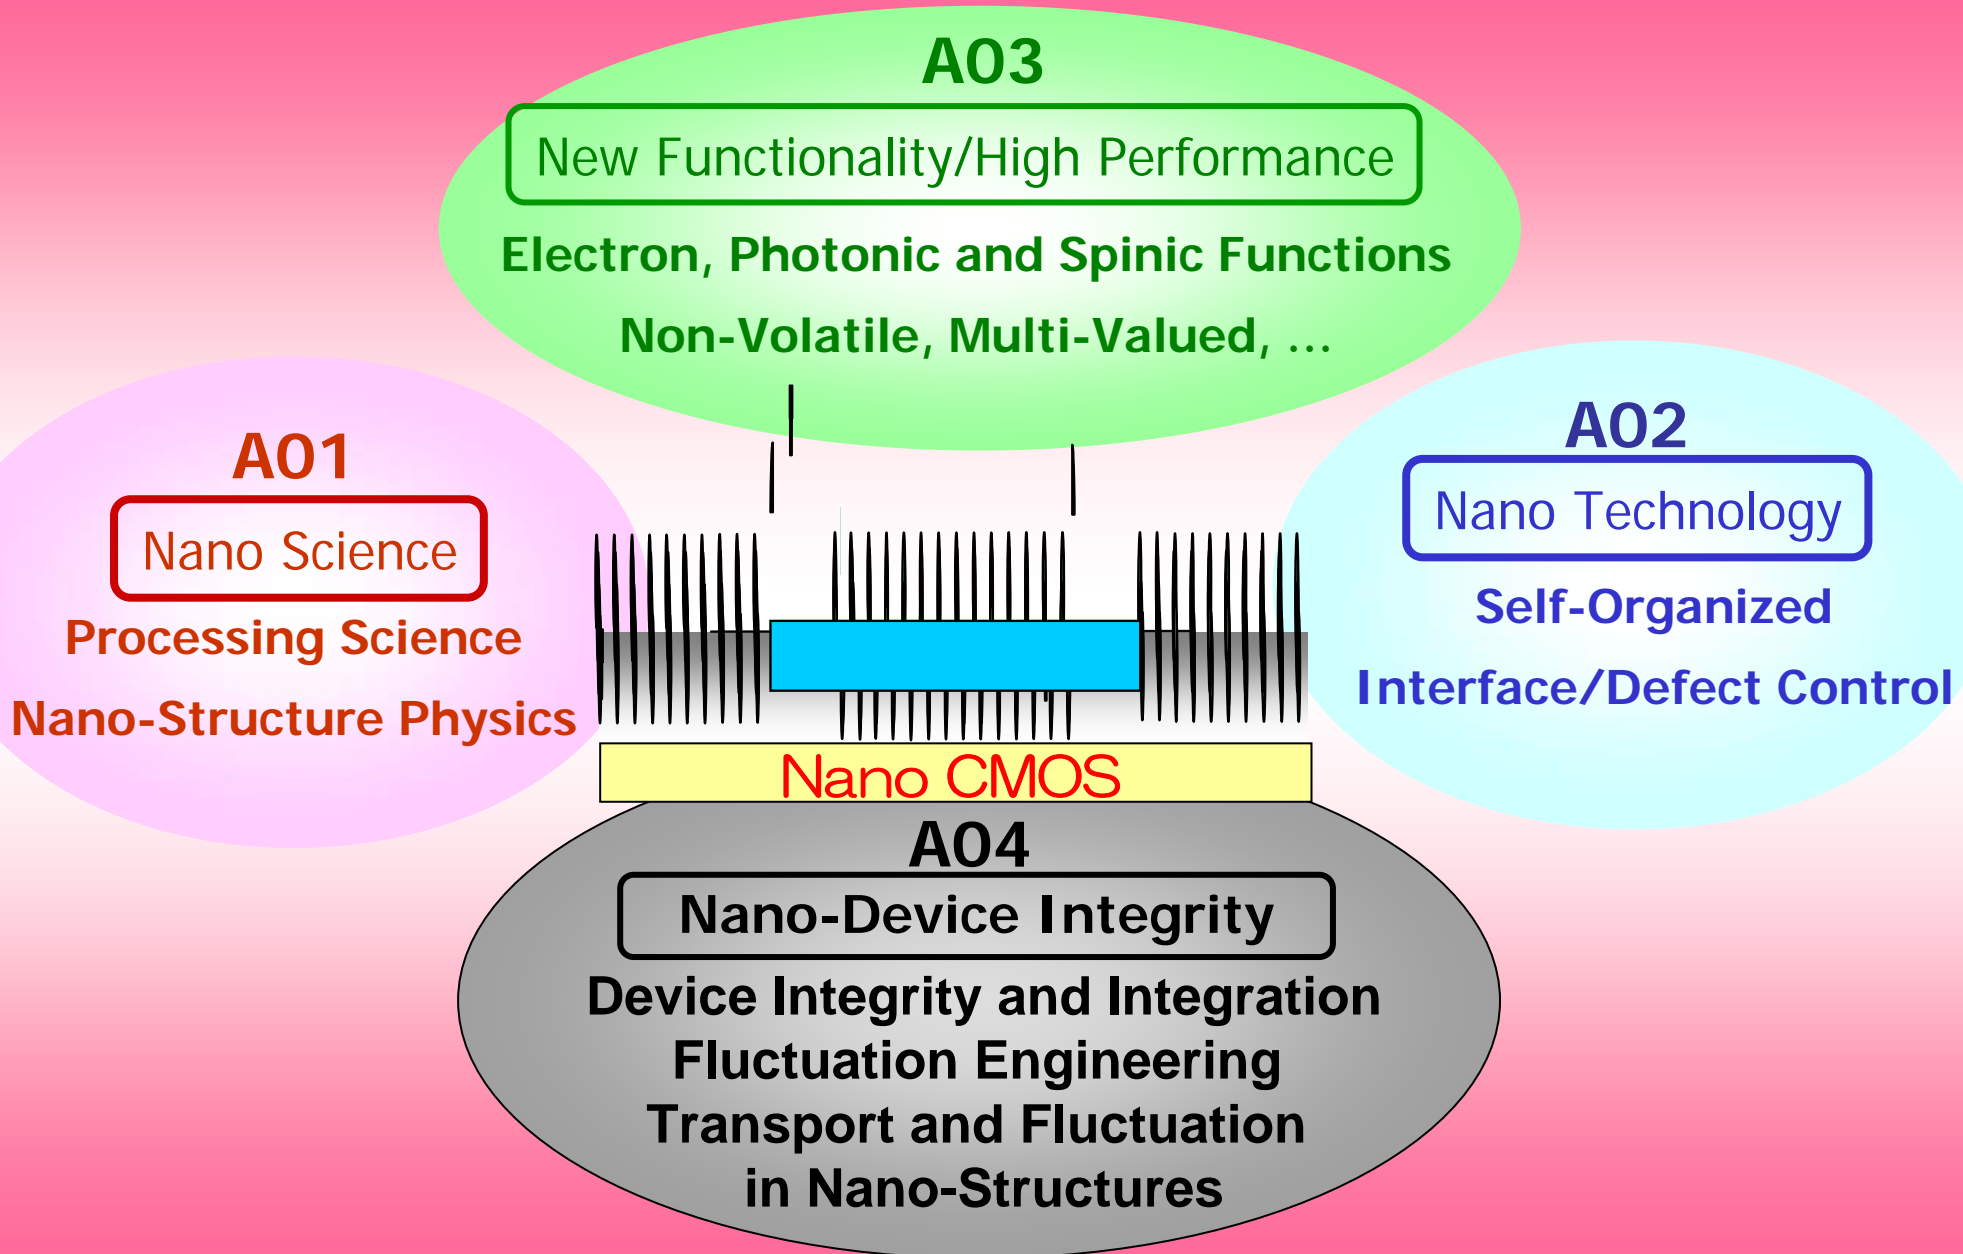 A03
New Functionality/High Performance
Electron, Photonic and Spinic Functions
Non-Volatile, Multi-Valued, ...
A01
Nano Science
Processing Science
Nano-Structure Physics
A02
Nano Technology
Self-Organized
Interface/Defect Control
Nano CMOS
A04
Nano-Device Integrity
Device Integrity and Integration
Fluctuation Engineering
Transport and Fluctuation
in Nano-Structures